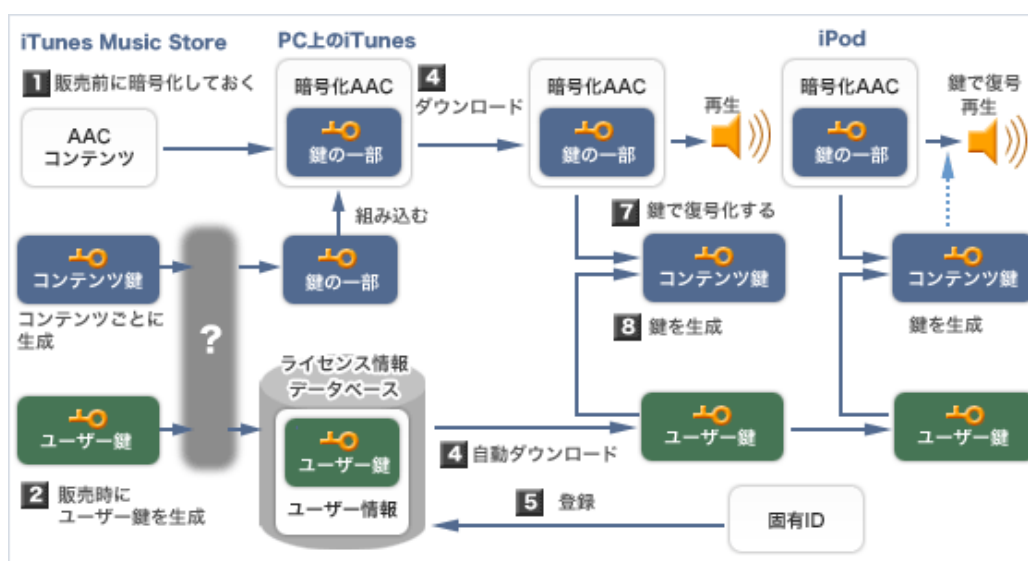 iTunes Music Store
PC上のiTunes
iPod
1 販売前に暗号化しておく
AAC
コンテンツ
暗号化AAC
鍵の一部
4
ダウンロード
暗号化AAC
鍵の一部
再生
暗号化AAC
鍵の一部
鍵で復号
再生
組み込む
7 鍵で復号化する
コンテンツ鍵
コンテンツごとに
生成
?
鍵の一部
コンテンツ鍵
8 鍵を生成
コンテンツ鍵
鍵を生成
ライセンス情報
データベース
ユーザー鍵
2 販売時に
ユーザー鍵を生成
ユーザー鍵
ユーザー情報
4 自動ダウンロード
ユーザー鍵
ユーザー鍵
5 登録
固有ID